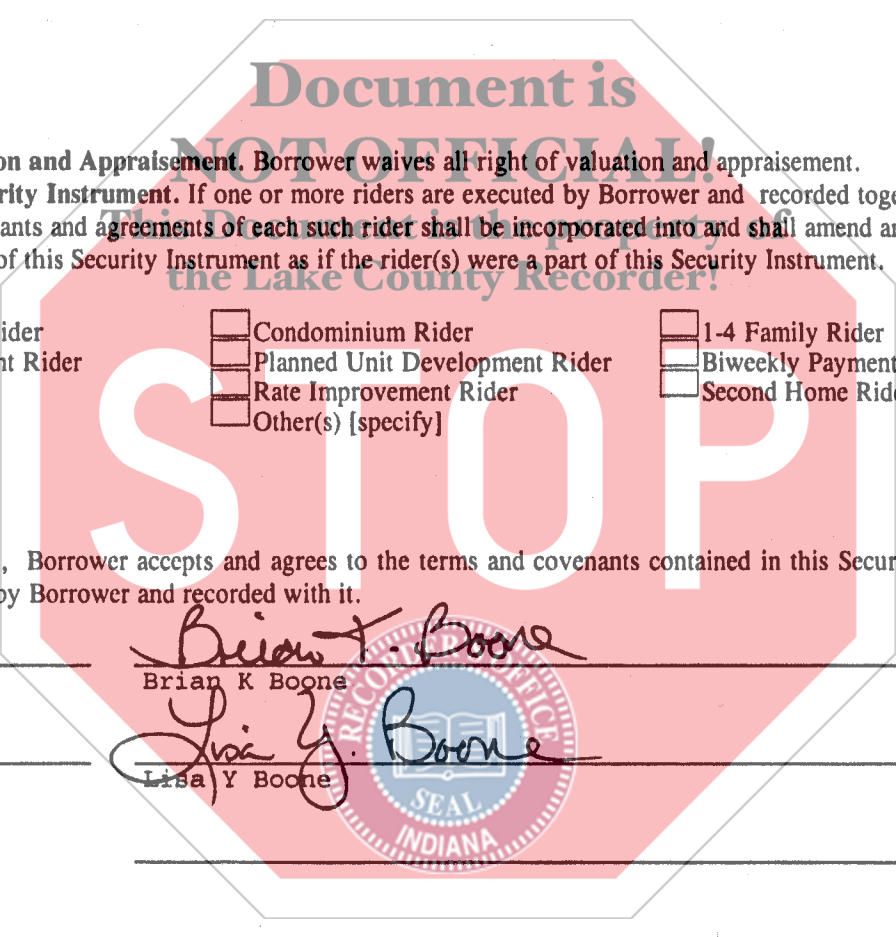 Document is
NOT OFFICIAL!
This Document is the property of
the Lake County Recorder!
STOP
on and Appraisement. Borrower waives all right of valuation and appraisement.
rity Instrument. If one or more riders are executed by Borrower and recorded toge
ants and agreements of each such rider shall be incorporated into and shall amend an
of this Security Instrument as if the rider(s) were a part of this Security Instrument.
ider Condominium Rider 1-4 Family Rider
nt Rider Planned Unit Development Rider Biweekly Payment
Rate Improvement Rider Second Home Ride
Other(s) [specify]
, Borrower accepts and agrees to the terms and covenants contained in this Secur
by Borrower and recorded with it.
Brian K. Boone
Brian K Boone
Lisa Y. Boone
Lisa Y Boone
RECORDER'S OFFICE
SEAL
INDIANA